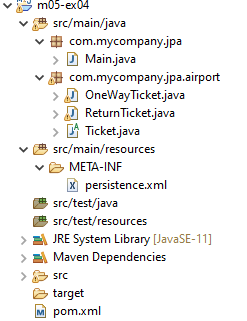 m05-ex04
src/main/java
com.mycompany.jpa
Main.java
com.mycompany.jpa.airport
OneWayTicket.java
ReturnTicket.java
Ticket.java
src/main/resources
META-INF
persistence.xml
src/test/java
src/test/resources
JRE System Library [JavaSE-11]
Maven Dependencies
src
target
pom.xml